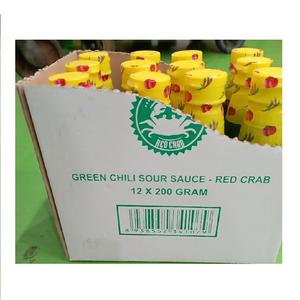 RED CRAB
GREEN CHILI SOUR SAUCE - RED CRAB
12 X 200 GRAM